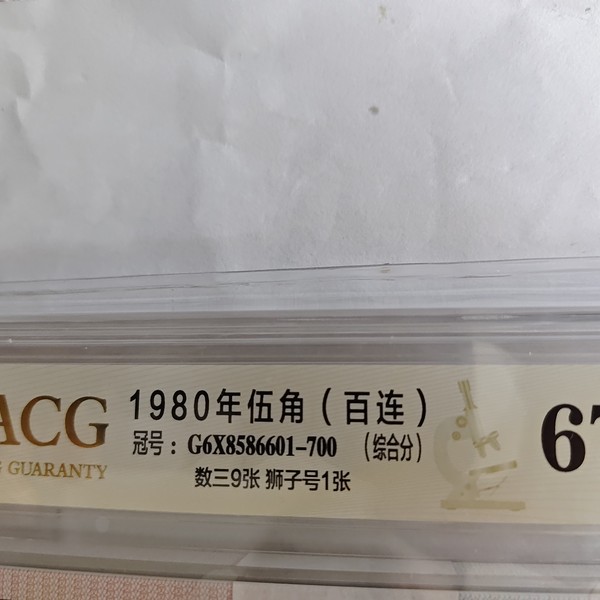 ACG
GUARANTY
1980年伍角（百连）
冠号：G6X8586601-700 （综合分）
数三9张 狮子号1张
67